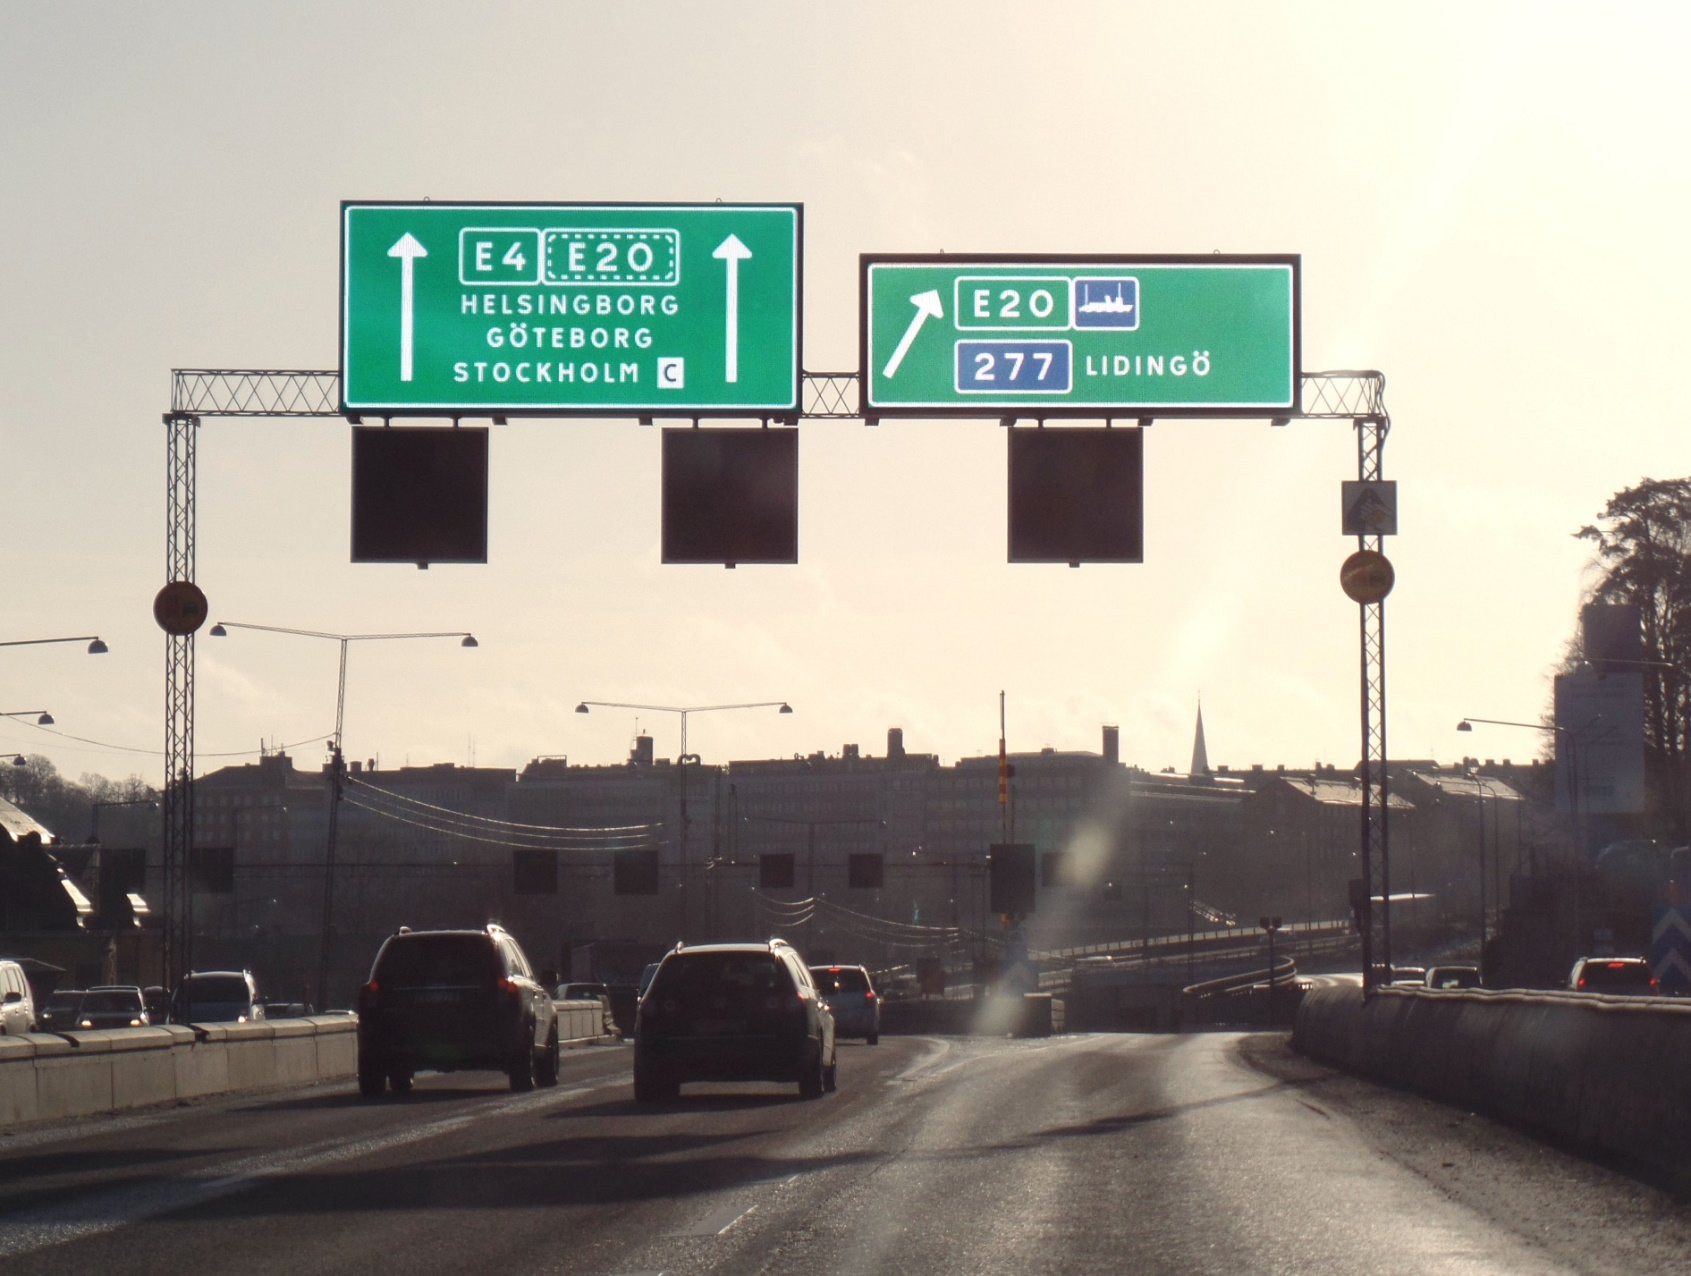 E4 E20
HELSINGBORG
GÖTEBORG
STOCKHOLM C
E20
277 LIDINGÖ